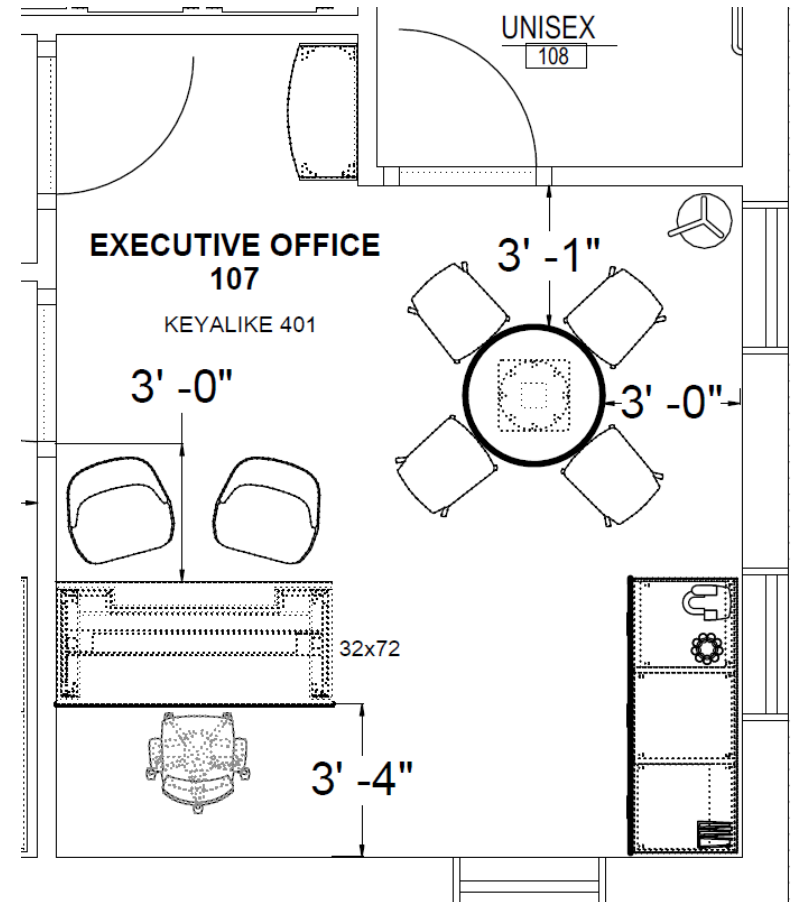 UNISEX
108
EXECUTIVE OFFICE
107
3' -1"
KEYALIKE 401
3' -0"
3' -0"
32x72
3' -4"